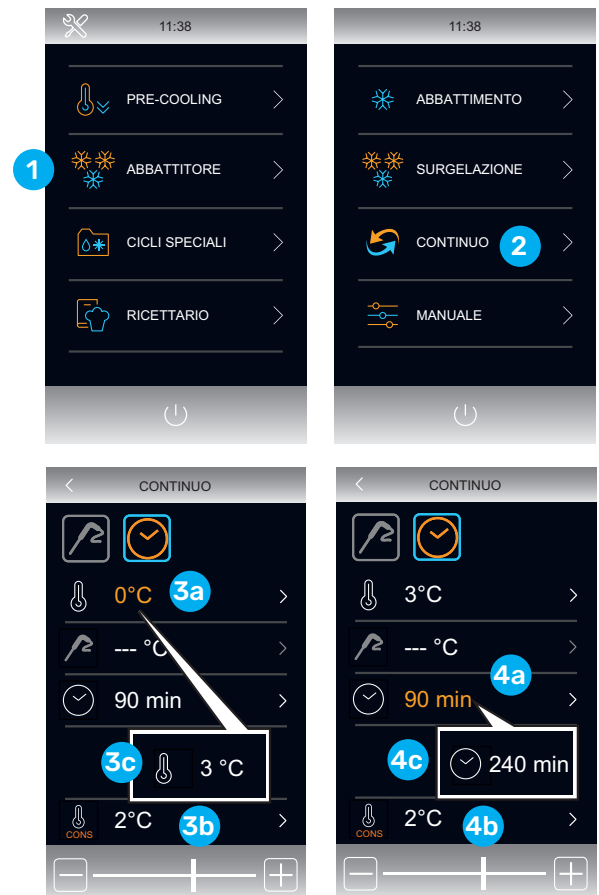 11:38
PRE-COOLING
1
ABBATTITORE
CICLI SPECIALI
RICETTARIO
11:38
ABBATTIMENTO
SURGELAZIONE
CONTINUO
2
MANUALE
CONTINUO
0°C
3a
--- °C
90 min
3c
3 °C
CONS
2°C
3b
CONTINUO
3°C
--- °C
4a
90 min
4c
240 min
CONS
2°C
4b